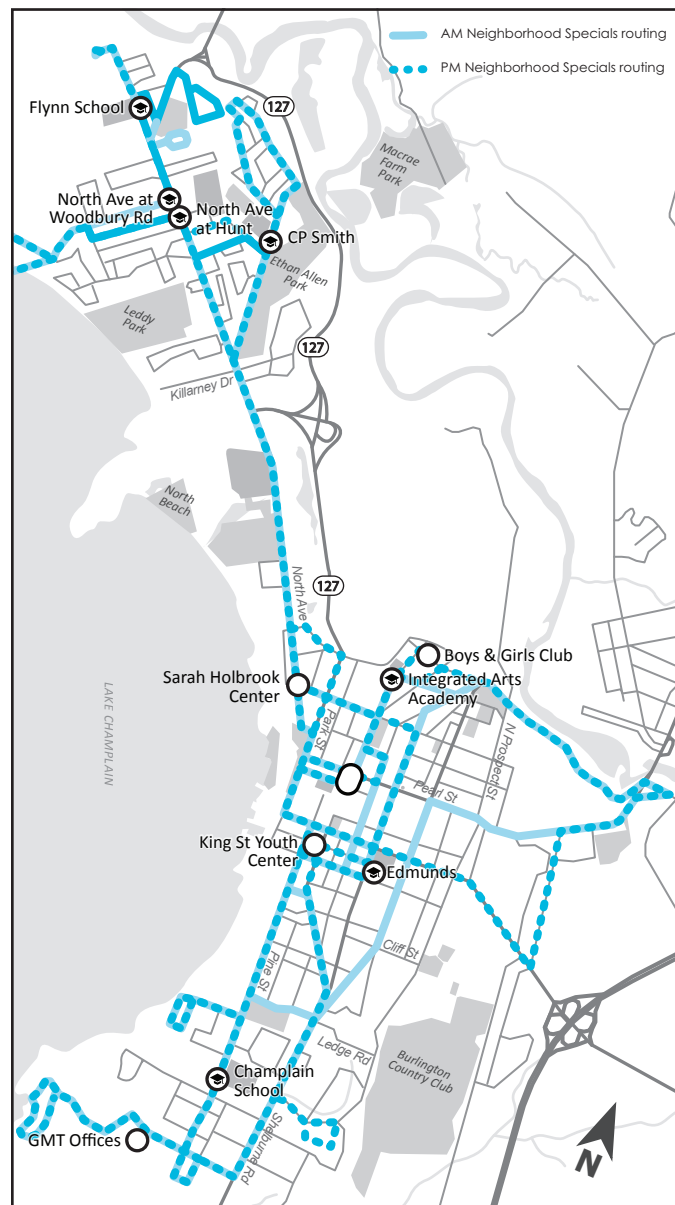 AM Neighborhood Specials routing
PM Neighborhood Specials routing
127
Flynn School
Macrae
Farm
Park
North Ave at
Woodbury Rd
North Ave
at Hunt
CP Smith
Ethan Allen
Park
Leddy
Park
127
Killarney Dr
North
Beach
127
North Ave
Boys & Girls Club
Sarah Holbrook
Center
Integrated Arts
Academy
LAKE CHAMPLAIN
Park St
N Prospect St
Pearl St
King St Youth
Center
Edmunds
Cliff St
Pine St
Ledge Rd
Burlington
Country Club
Champlain
School
GMT Offices
Shelburne Rd
N